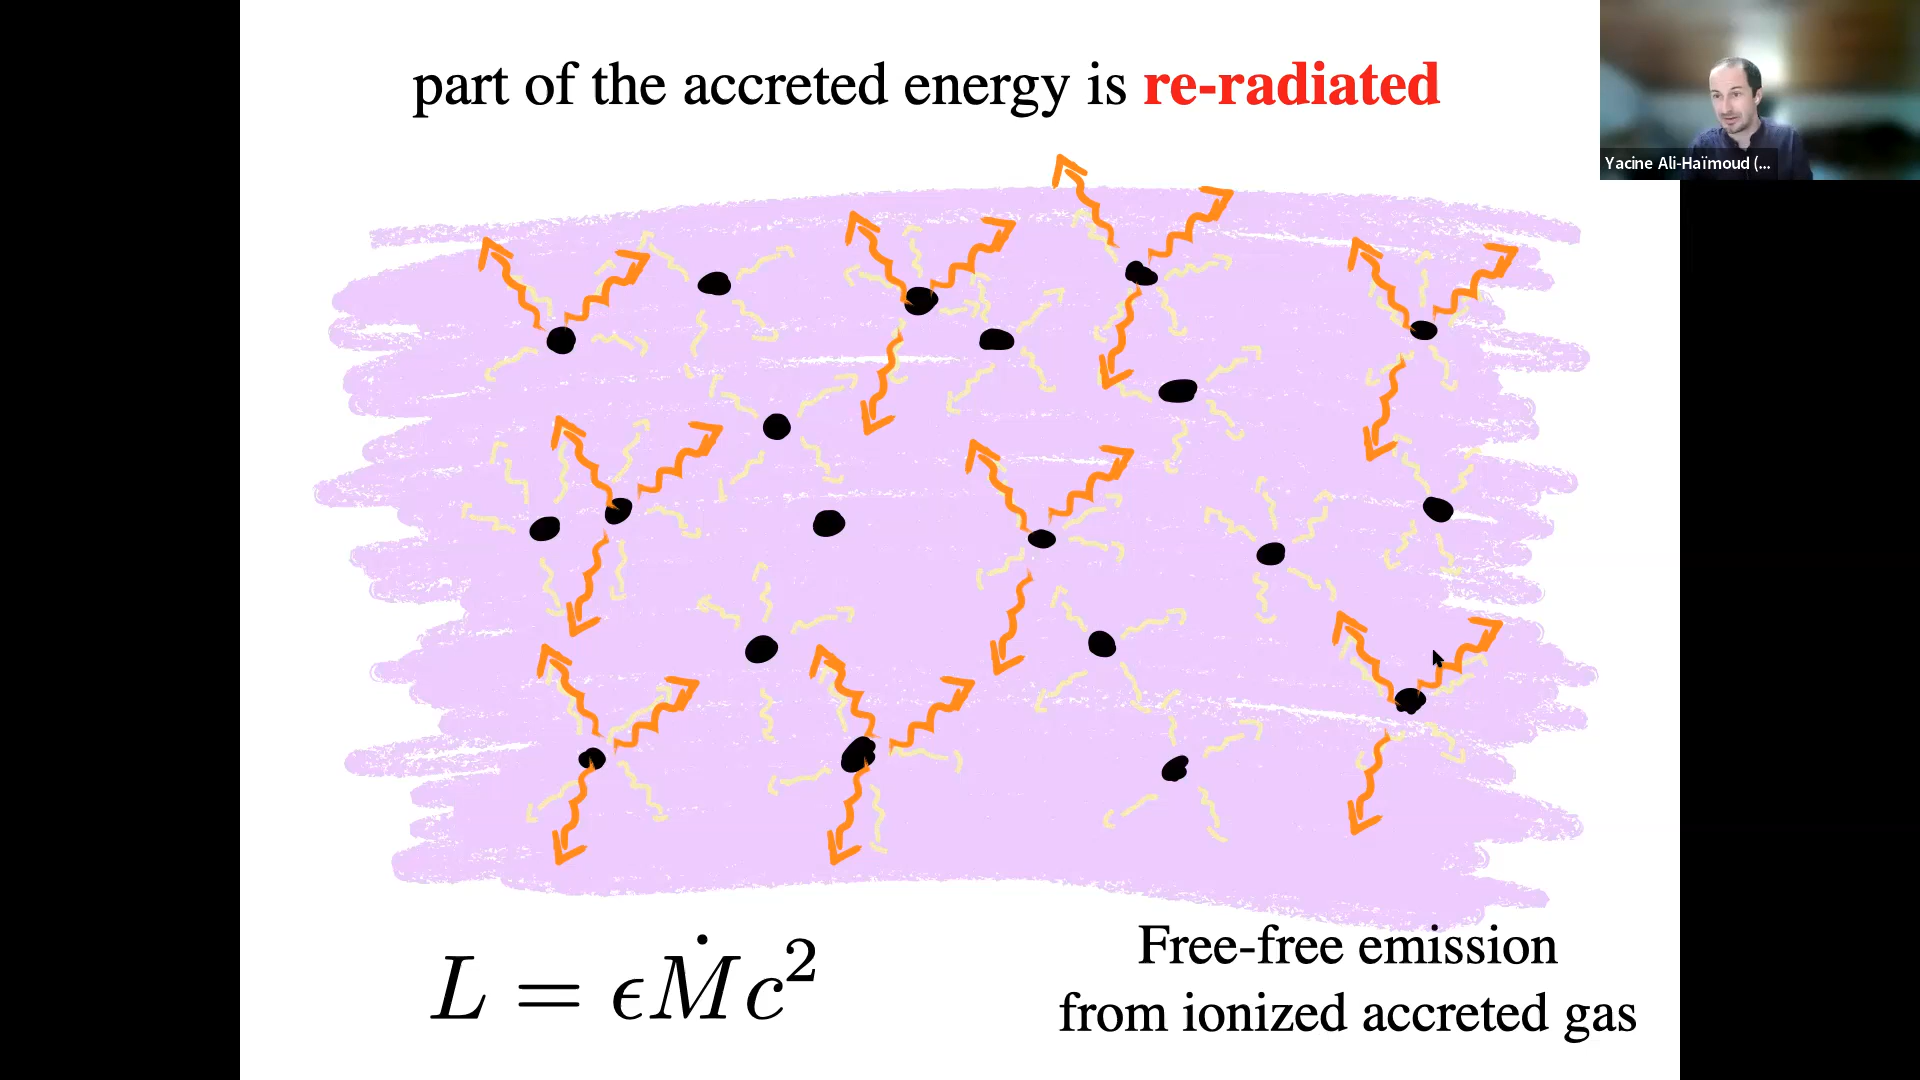 part of the accreted energy is re-radiated
Yacine Ali-Haïmoud (...
L = ϵṀc²
Free-free emission
from ionized accreted gas